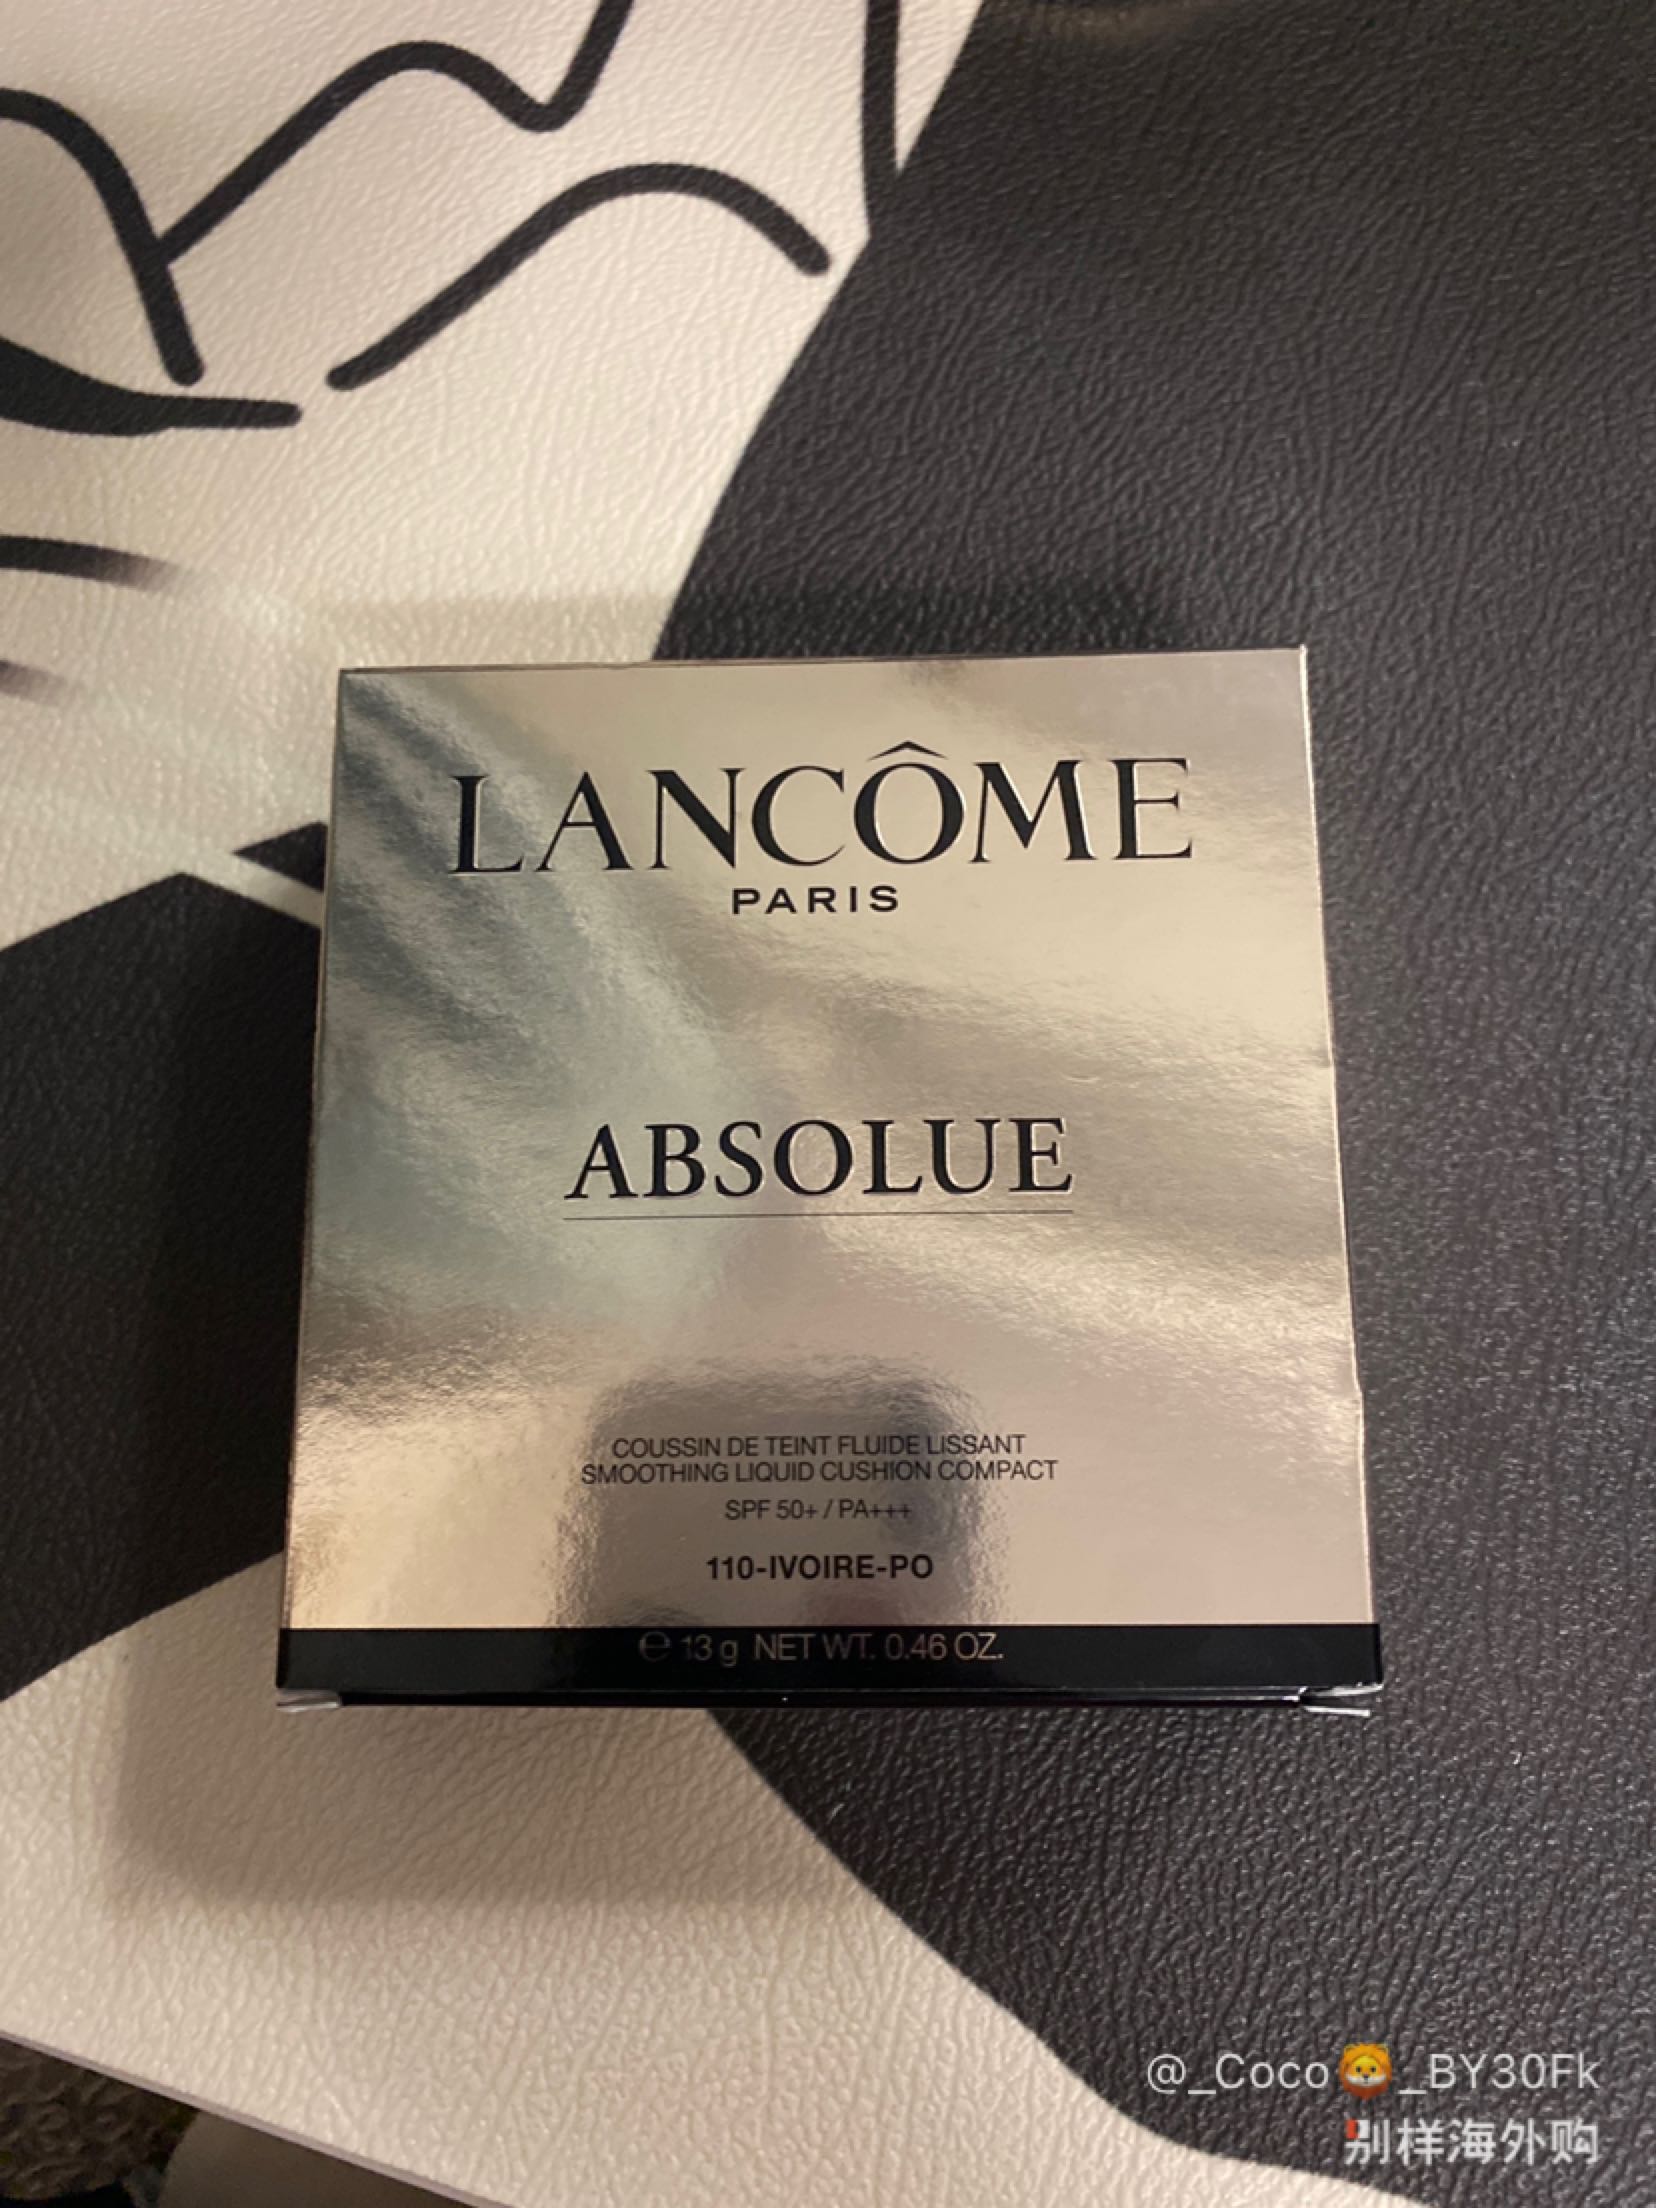 LANCÔME
PARIS
ABSOLUE
COUSSIN DE TEINT FLUIDE LISSANT
SMOOTHING LIQUID CUSHION COMPACT
SPF 50+ / PA+++
110-IVOIRE-PO
℮ 13 g NET WT. 0.46 OZ.
@_Coco🦁_BY30Fk
别样海外购